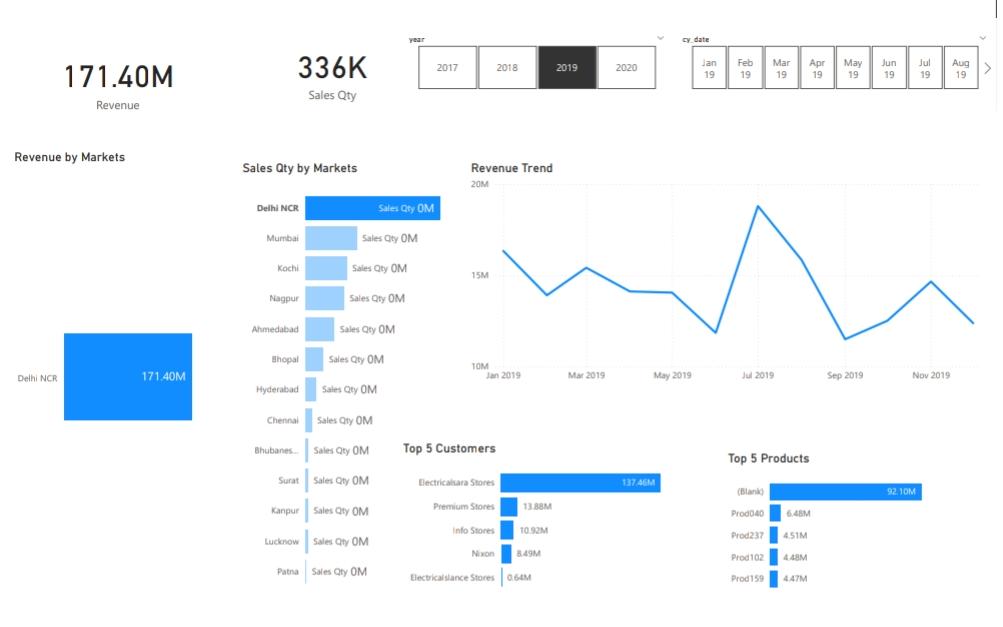 171.40M
Revenue
336K
Sales Qty
year
2017
2018
2019
2020
cy_date
Jan
19
Feb
19
Mar
19
Apr
19
May
19
Jun
19
Jul
19
Aug
19
Revenue by Markets
Delhi NCR 171.40M
Sales Qty by Markets
Delhi NCR Sales Qty 0M
Mumbai Sales Qty 0M
Kochi Sales Qty 0M
Nagpur Sales Qty 0M
Ahmedabad Sales Qty 0M
Bhopal Sales Qty 0M
Hyderabad Sales Qty 0M
Chennai Sales Qty 0M
Bhubanes... Sales Qty 0M
Surat Sales Qty 0M
Kanpur Sales Qty 0M
Lucknow Sales Qty 0M
Patna Sales Qty 0M
Revenue Trend
20M
15M
10M
Jan 2019 Mar 2019 May 2019 Jul 2019 Sep 2019 Nov 2019
Top 5 Customers
Electricalsara Stores 137.46M
Premium Stores 13.88M
Info Stores 10.92M
Nixon 8.49M
Electricalslance Stores 0.64M
Top 5 Products
(Blank) 92.10M
Prod040 6.48M
Prod237 4.51M
Prod102 4.48M
Prod159 4.47M